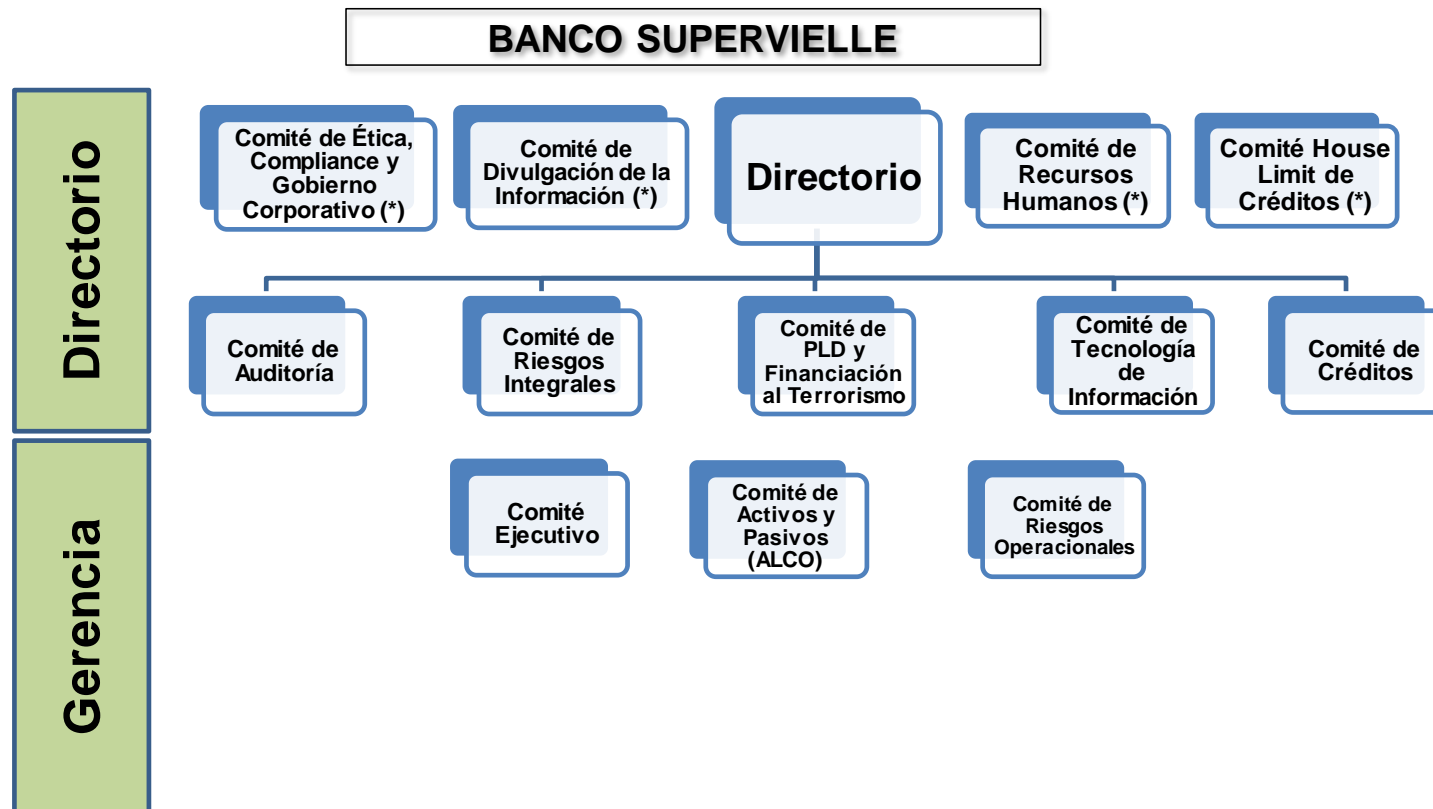 BANCO SUPERVIELLE
Directorio
Comité de Ética,
Compliance y
Gobierno
Corporativo (*)
Comité de
Divulgación de la
Información (*)
Directorio
Comité de
Recursos
Humanos (*)
Comité House
Limit de
Créditos (*)
Comité de
Auditoría
Comité de
Riesgos
Integrales
Comité de
PLD y
Financiación
al Terrorismo
Comité de
Tecnología
de
Información
Comité de
Créditos
Gerencia
Comité
Ejecutivo
Comité de
Activos y
Pasivos
(ALCO)
Comité de
Riesgos
Operacionales